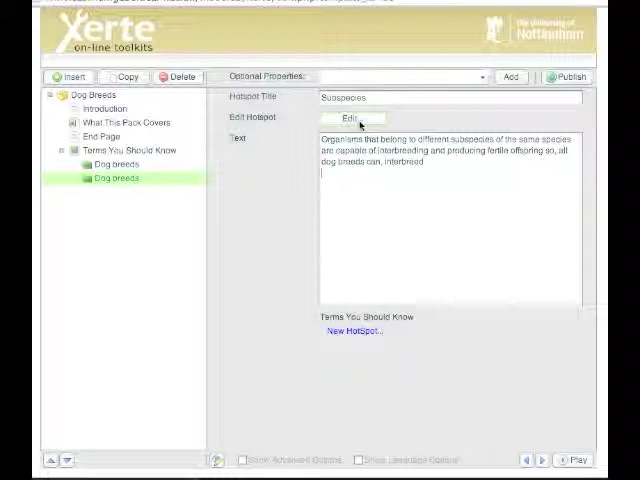 Xerte
on-line toolkits
The University of
Nottingham
Insert Copy Delete Optional Properties: Add Publish
Dog Breeds
Introduction
What This Pack Covers
End Page
Terms You Should Know
Dog breeds
Dog breeds
Hotspot Title Subspecies
Edit Hotspot Edit...
Text
Organisms that belong to different subspecies of the same species
are capable of interbreeding and producing fertile offspring so, all
dog breeds can, interbreed
Terms You Should Know
New HotSpot...
Show Advanced Options Show Language Options Play